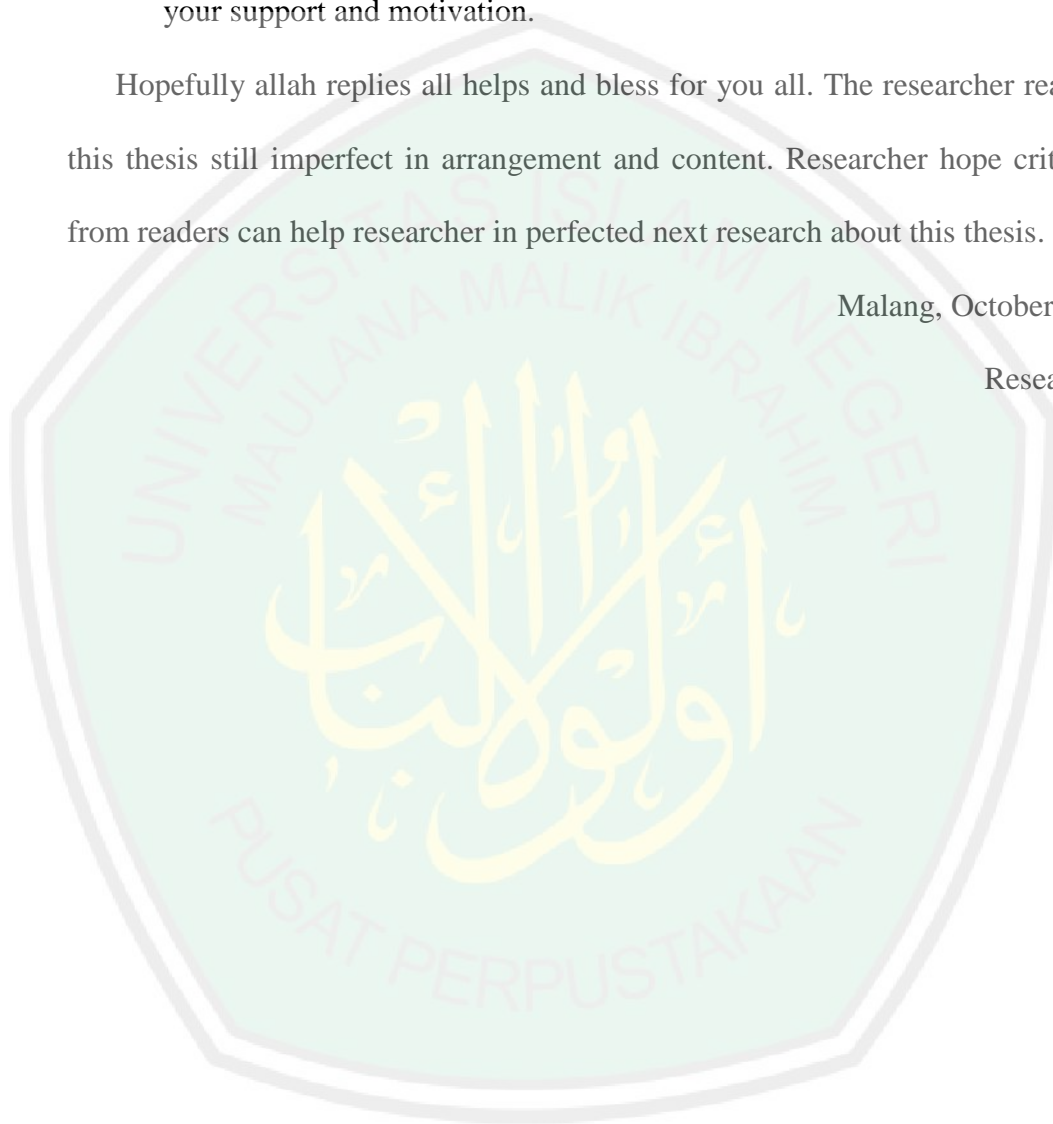 your support and motivation.
Hopefully allah replies all helps and bless for you all. The researcher rea
this thesis still imperfect in arrangement and content. Researcher hope crit
from readers can help researcher in perfected next research about this thesis.
Malang, October
Resea
UNIVERSITAS ISLAM NEGERI
MAULANA MALIK IBRAHIM
أولوا الألباب
PUSAT PERPUSTAKAAN